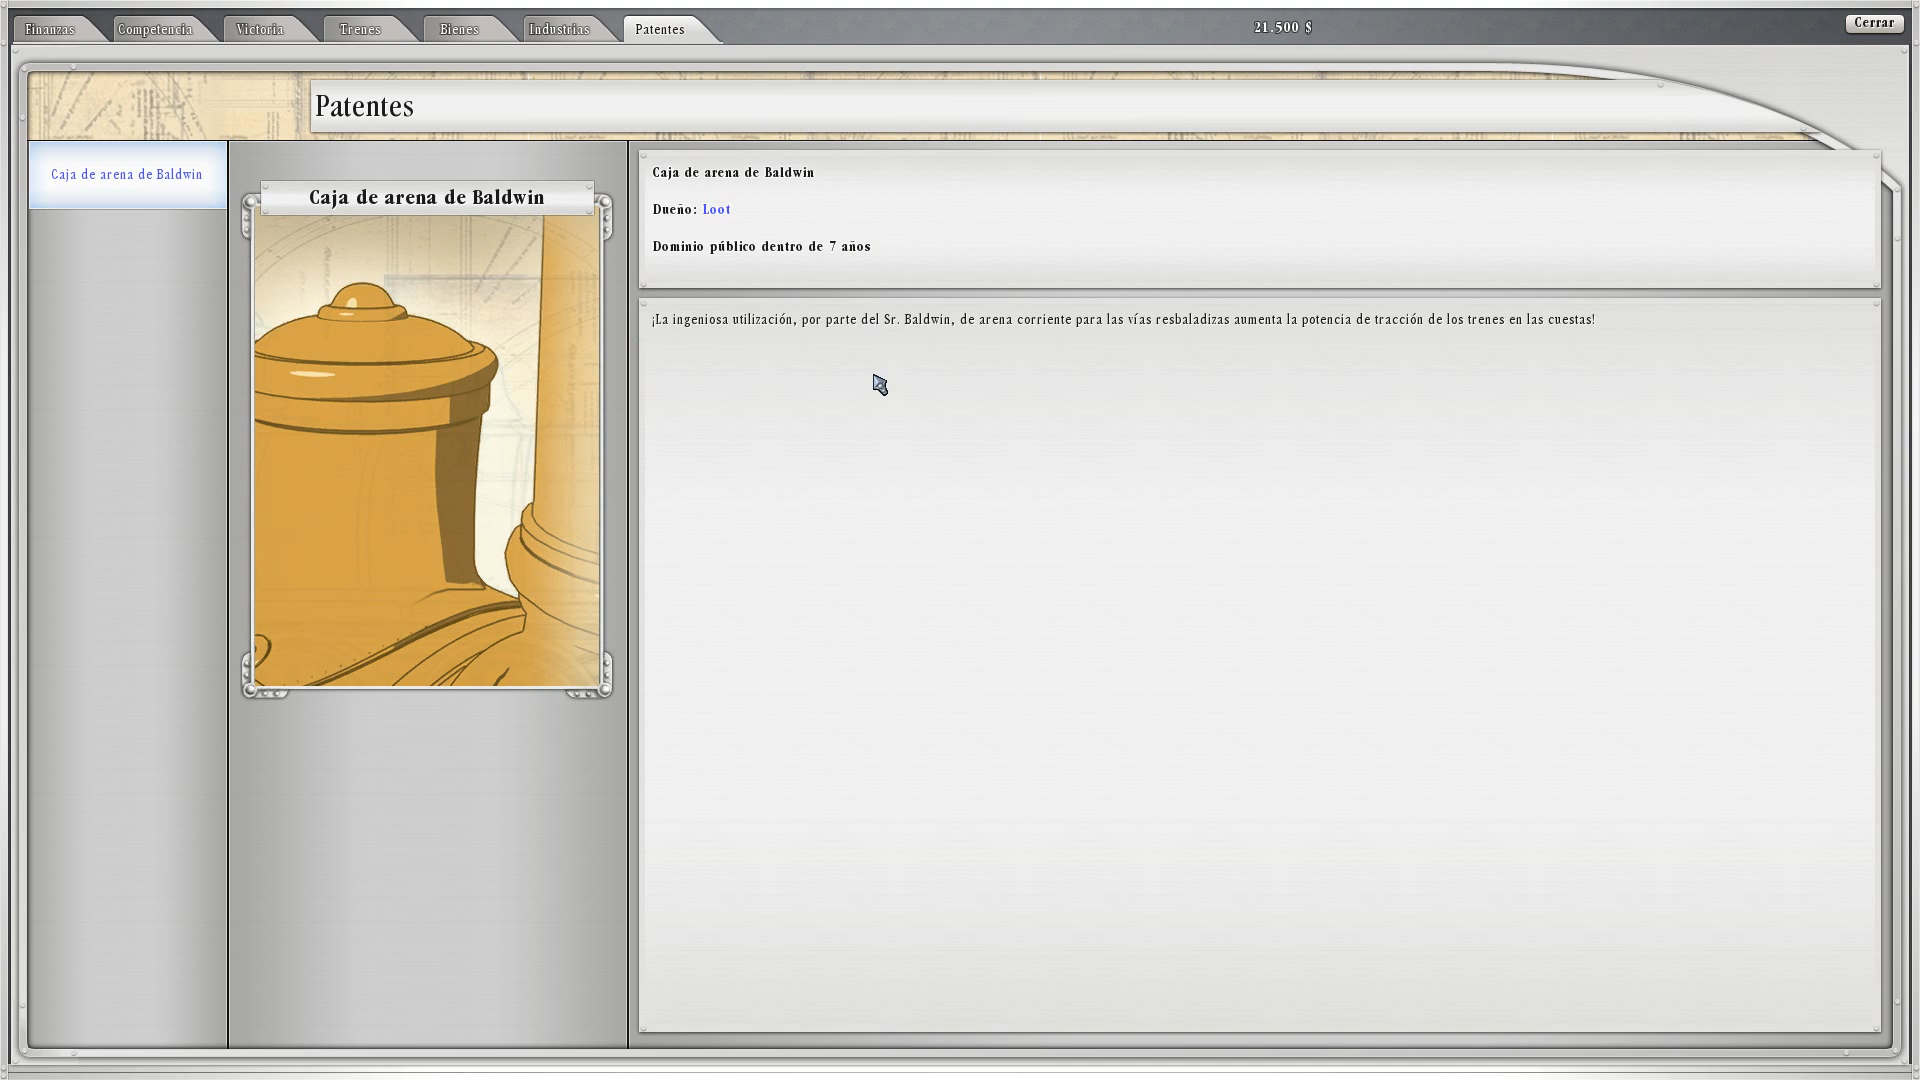 Finanzas
Competencia
Victoria
Trenes
Bienes
Industrias
Patentes
21.500 $
Cerrar
Patentes
Caja de arena de Baldwin
Caja de arena de Baldwin
Caja de arena de Baldwin
Dueño: Loot
Dominio público dentro de 7 años
¡La ingeniosa utilización, por parte del Sr. Baldwin, de arena corriente para las vías resbaladizas aumenta la potencia de tracción de los trenes en las cuestas!